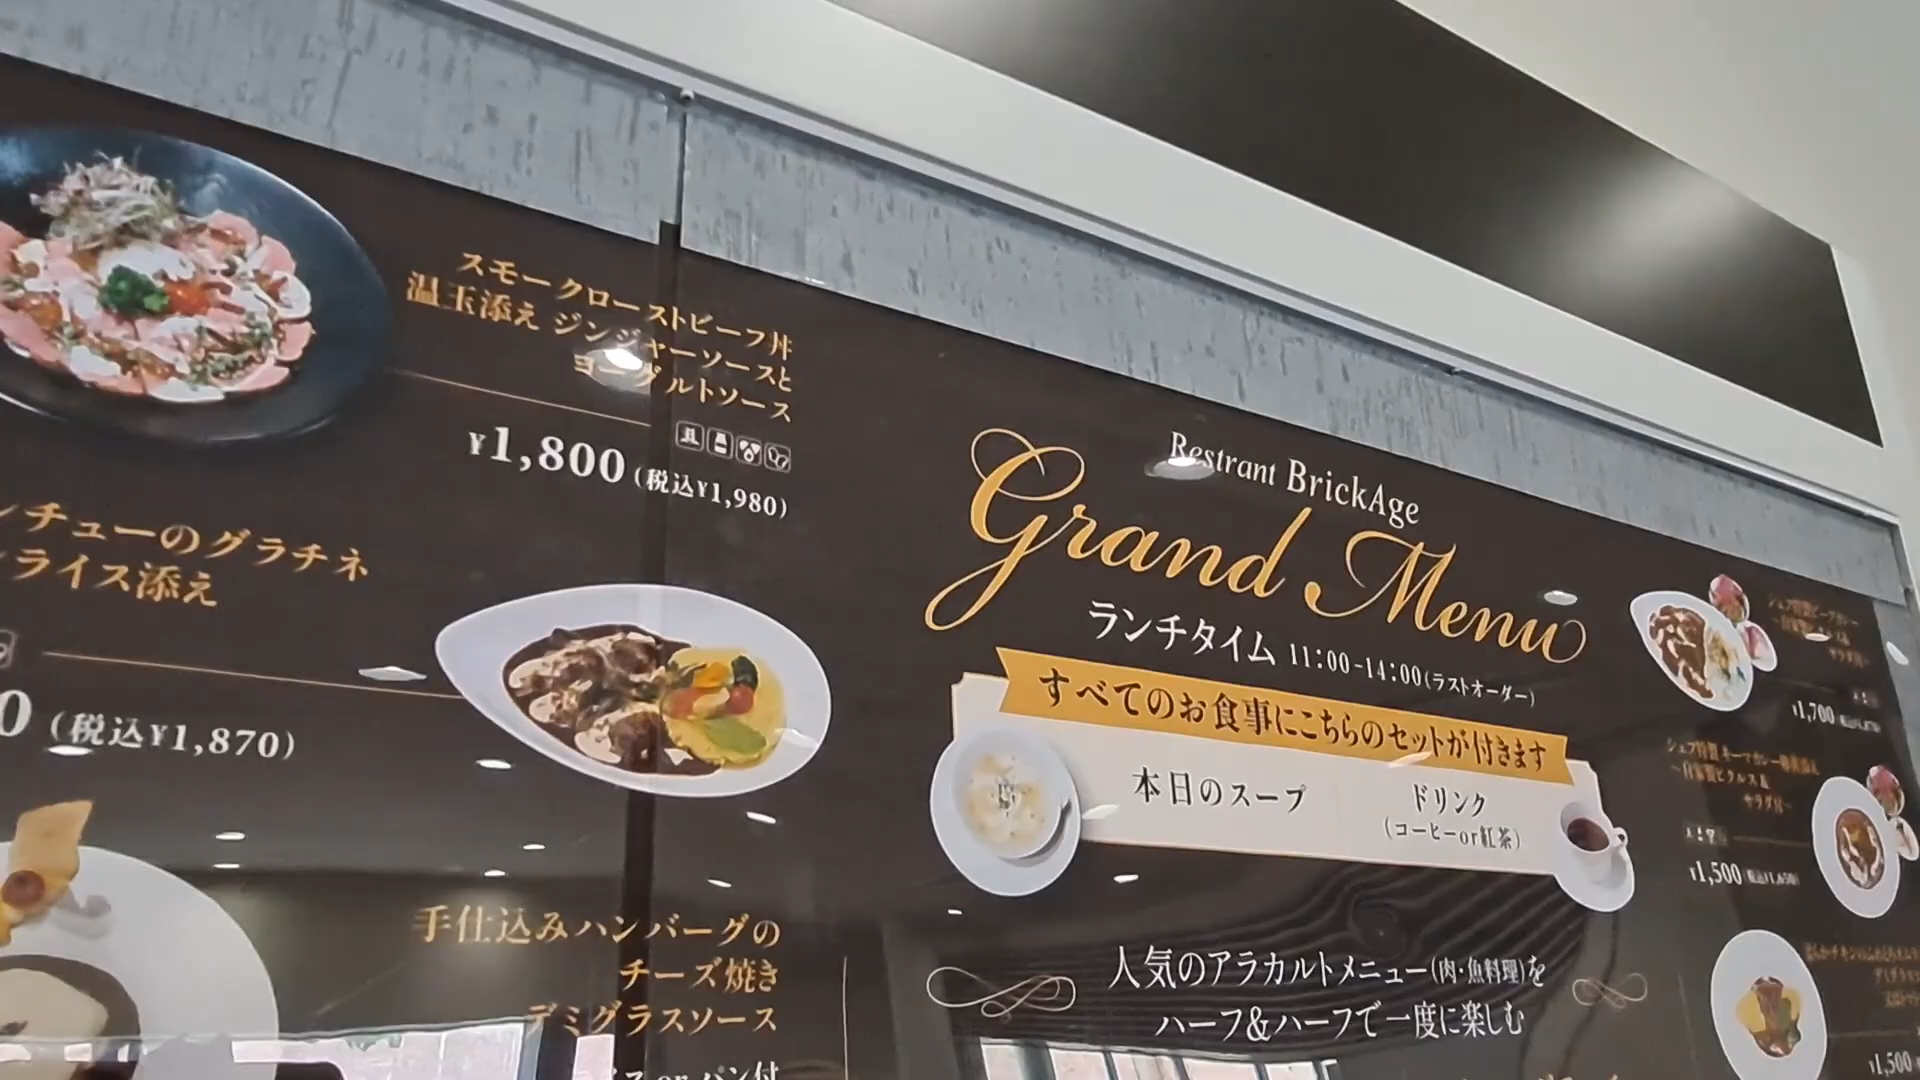 スモークローストビーフ丼
温玉添え ジンジャーソースと
ヨーグルトソース
¥1,800(税込¥1,980)
チューのグラチネ
ライス添え
0 (税込¥1,870)
手仕込みハンバーグの
チーズ焼き
デミグラスソース
or パン付
Restrant BrickAge
Grand Menu
ランチタイム 11:00-14:00(ラストオーダー)
すべてのお食事にこちらのセットが付きます
本日のスープ
ドリンク
(コーヒーor紅茶)
人気のアラカルトメニュー(肉・魚料理)を
ハーフ&ハーフで一度に楽しむ
¥1,700
¥1,500
¥1,500